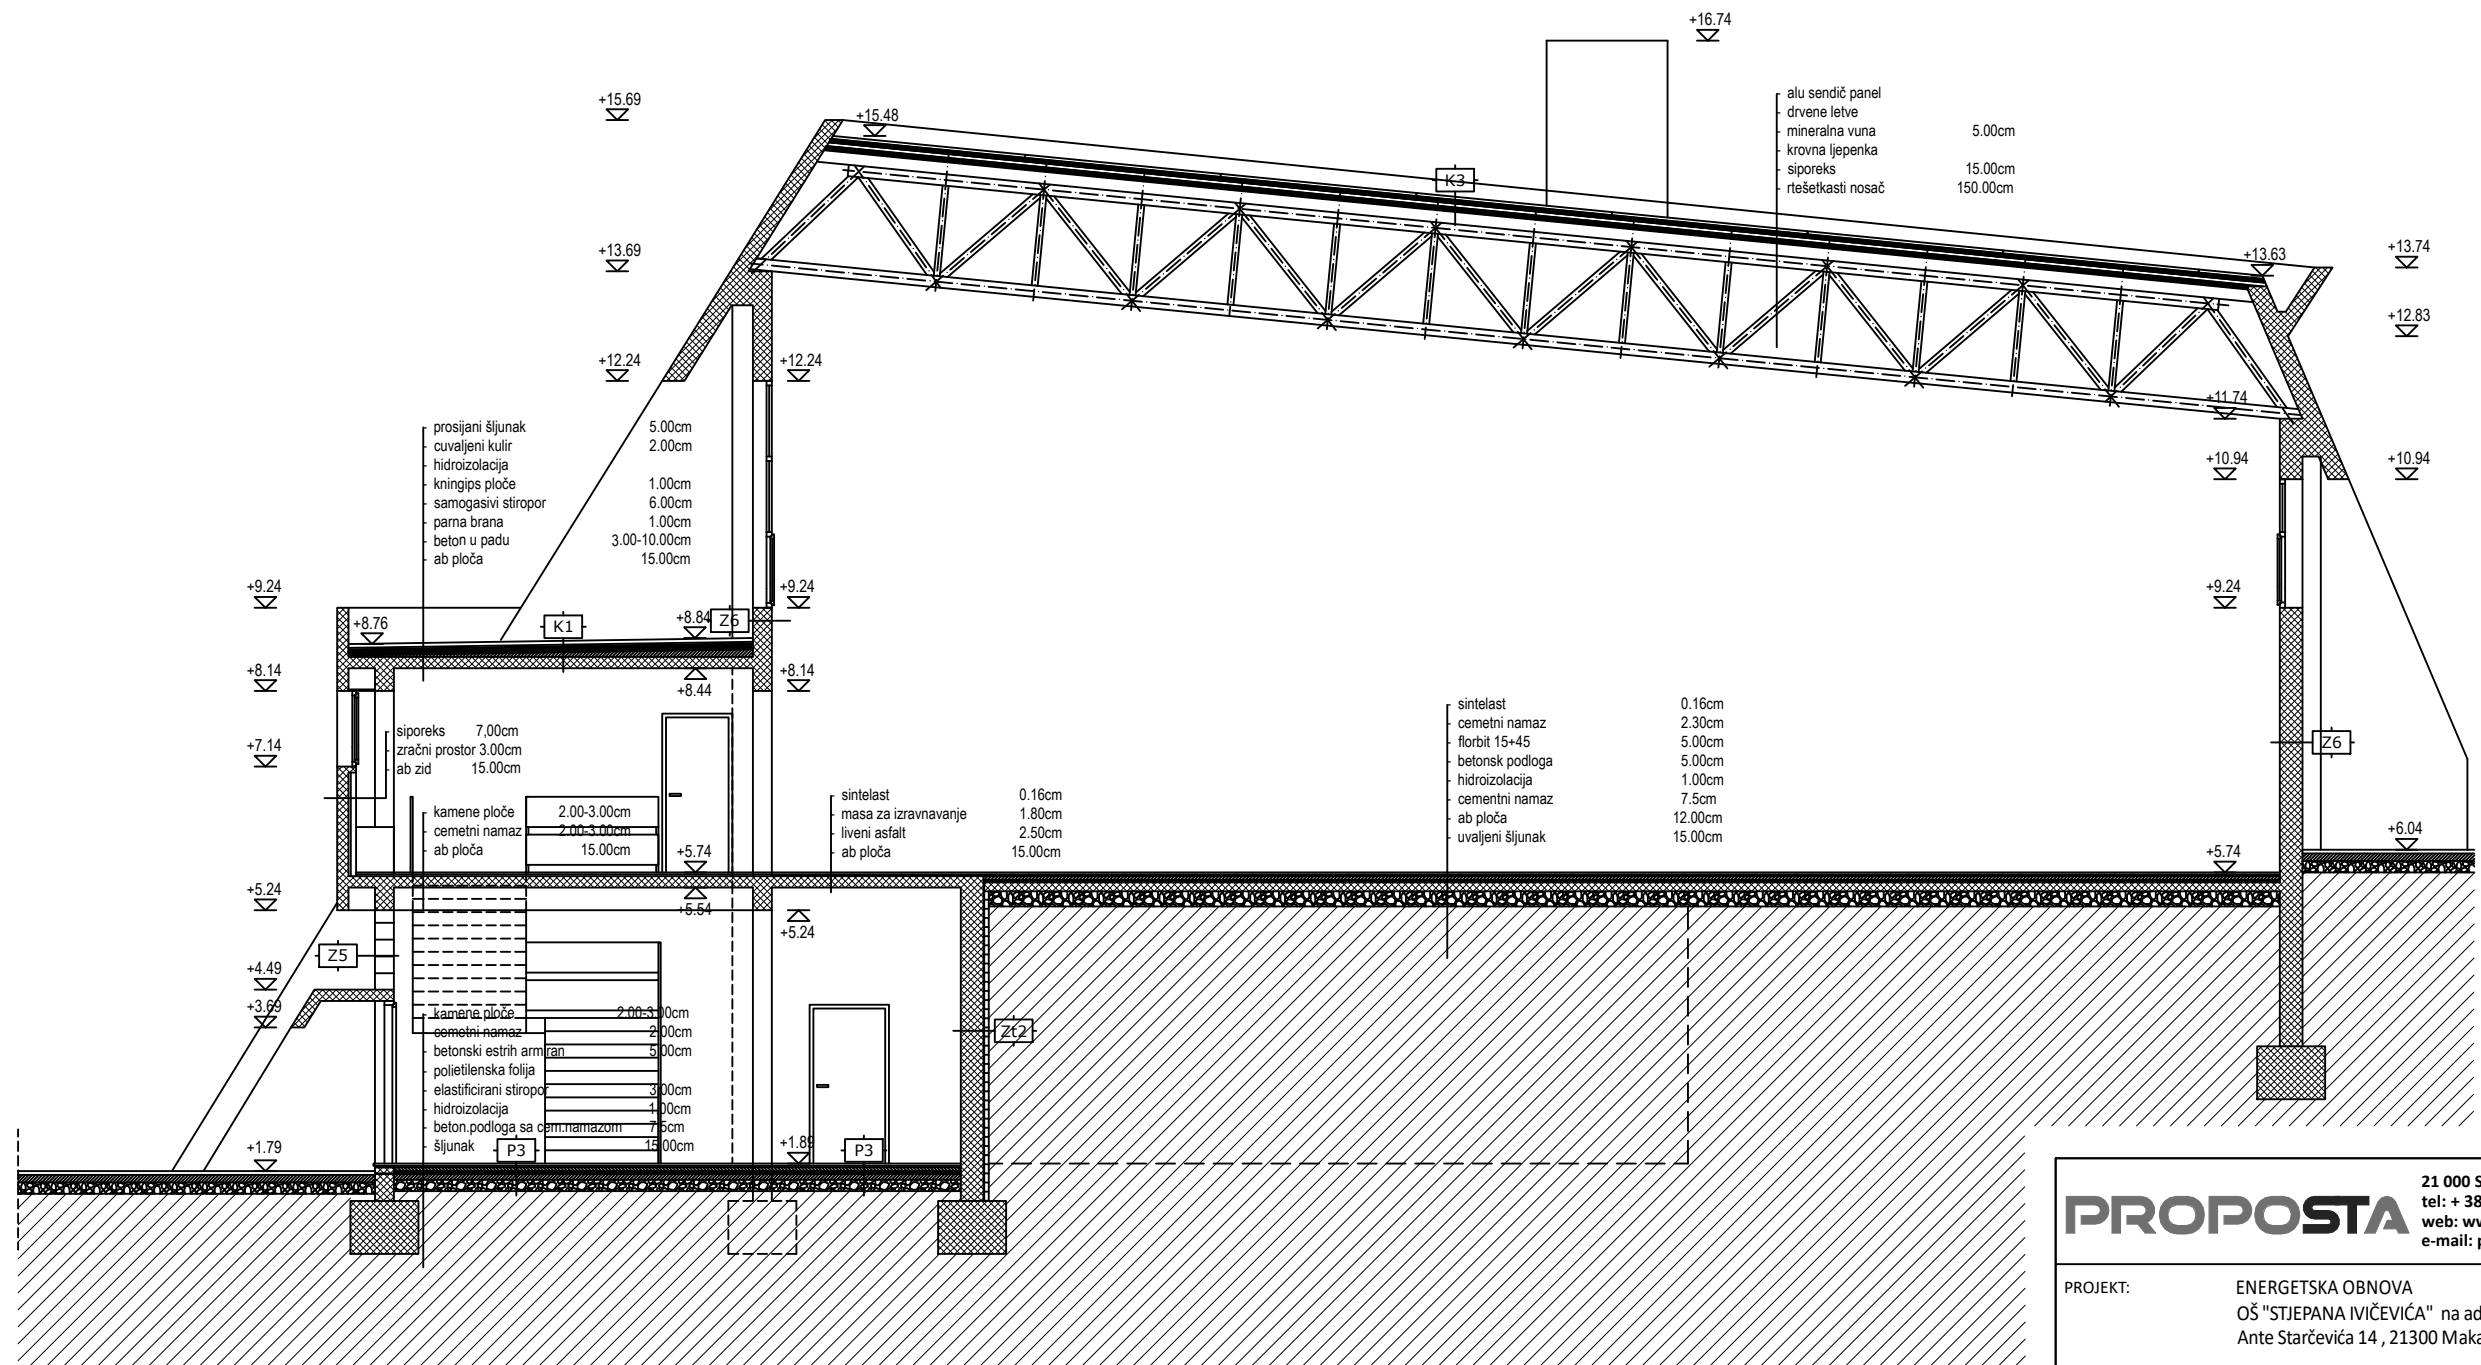 +16.74
+15.69
+15.48
alu sendič panel
drvene letve
mineralna vuna 5.00cm
krovna ljepenka
siporeks 15.00cm
rtešetkasti nosač 150.00cm
K3
+13.69
+13.63
+13.74
+12.83
+12.24
+12.24
+11.74
+10.94
+10.94
prosijani šljunak 5.00cm
cuvaljeni kulir 2.00cm
hidroizolacija
kningips ploče 1.00cm
samogasivi stiropor 6.00cm
parna brana 1.00cm
beton u padu 3.00-10.00cm
ab ploča 15.00cm
+9.24
+9.24
+9.24
+8.76
K1
+8.84
Z6
+8.14
+8.44
+8.14
siporeks 7,00cm
zračni prostor 3.00cm
ab zid 15.00cm
+7.14
Z6
sintelast 0.16cm
cemetni namaz 2.30cm
florbit 15+45 5.00cm
betonsk podloga 5.00cm
hidroizolacija 1.00cm
cementni namaz 7.5cm
ab ploča 12.00cm
uvaljeni šljunak 15.00cm
kamene ploče 2.00-3.00cm
cemetni namaz 2.00-3.00cm
ab ploča 15.00cm
sintelast 0.16cm
masa za izravnavanje 1.80cm
liveni asfalt 2.50cm
ab ploča 15.00cm
+5.74
+5.74
+6.04
+5.24
+5.54
+5.24
Z5
+4.49
+3.69
kamene ploče 2.00-3.00cm
cemetni namaz 2.00cm
betonski estrih armiran 5.00cm
polietilenska folija
elastificirani stiropor 3.00cm
hidroizolacija 1.00cm
beton.podloga sa cem.namazom 7.5cm
šljunak 15.00cm
Zt2
+1.79
P3
+1.89
P3
PROPOSTA
21 000 S
tel: + 38
web: wv
e-mail: p
PROJEKT: ENERGETSKA OBNOVA
OŠ "STJEPANA IVIČEVIĆA" na ad
Ante Starčevića 14 , 21300 Maka